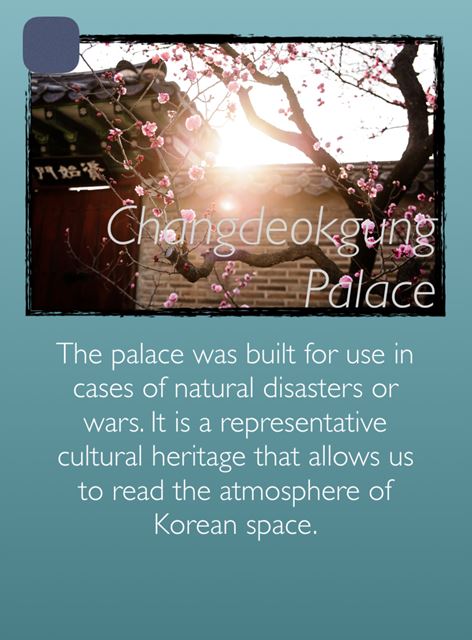 資始門
Changdeokgung
Palace
The palace was built for use in
cases of natural disasters or
wars. It is a representative
cultural heritage that allows us
to read the atmosphere of
Korean space.